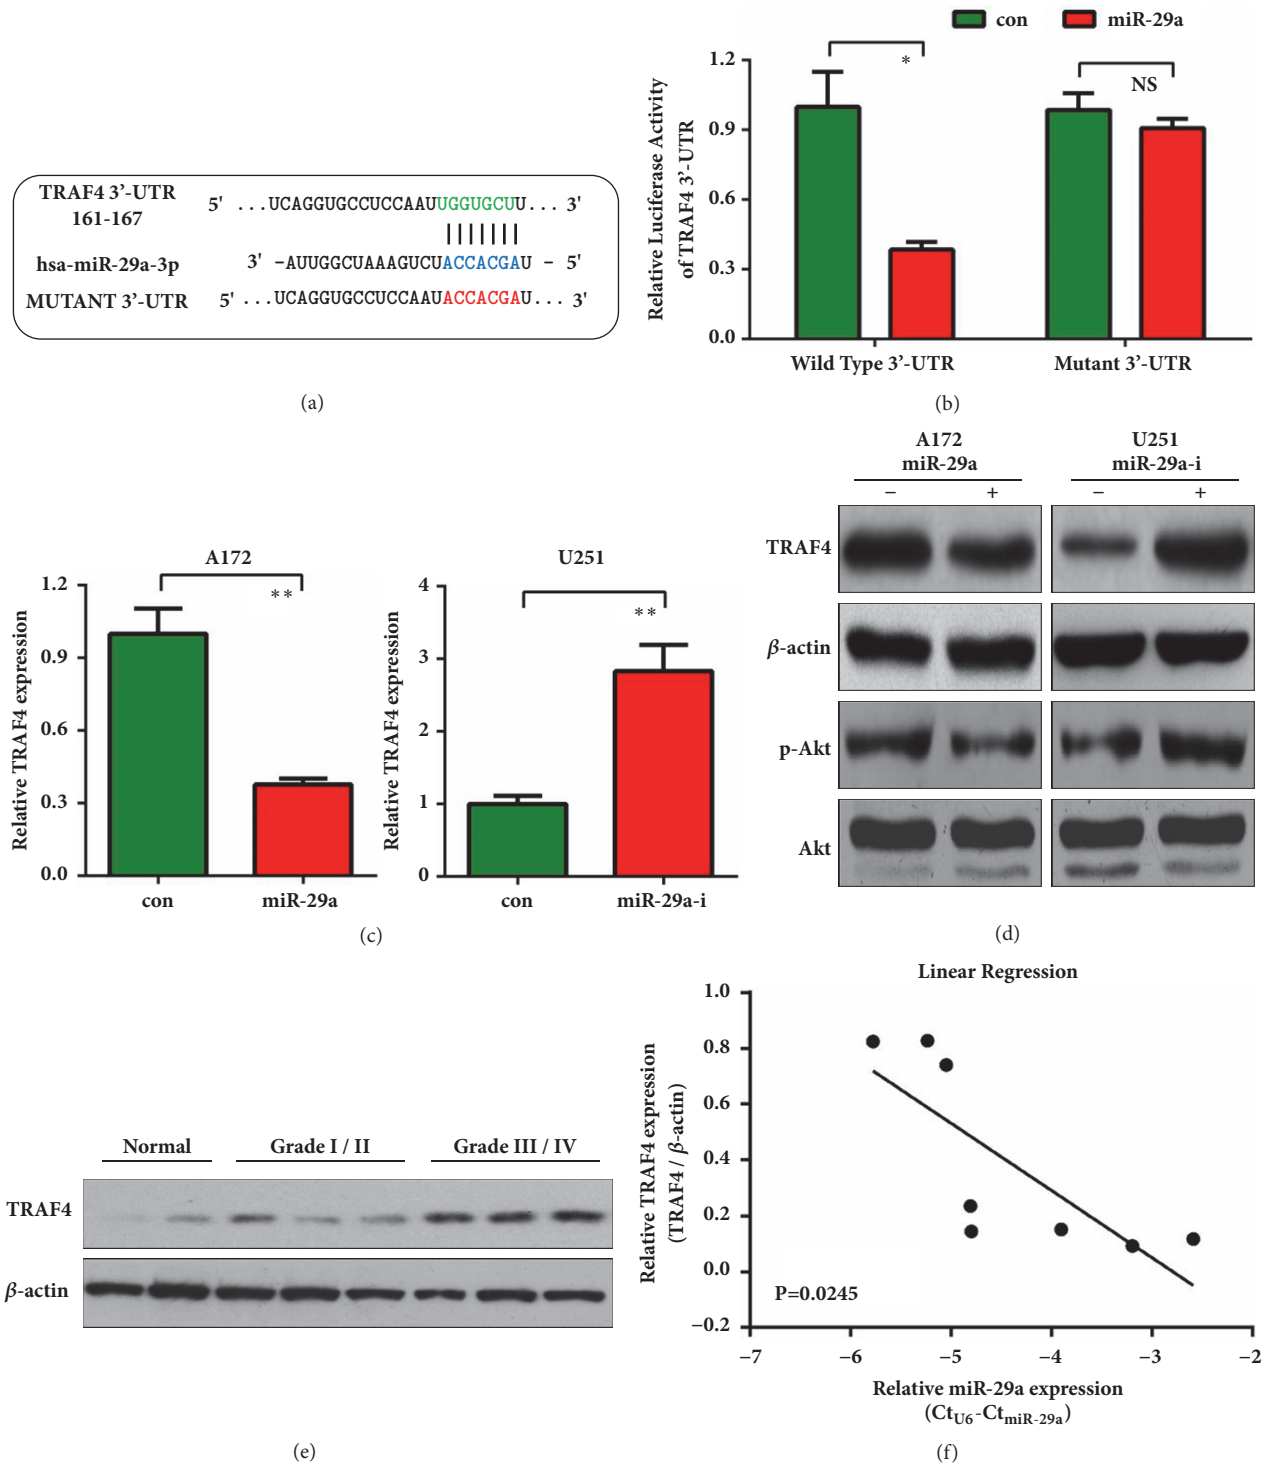 TRAF4 3’-UTR
161-167
5' ...UCAGGUGCCUCCAAUUGGUGCUU... 3'
hsa-miR-29a-3p
3' -AUUGGCUAAAGUCUACCACGAU - 5'
MUTANT 3’-UTR
5' ...UCAGGUGCCUCCAAUACCACGAU... 3'
(a)
con
miR-29a
Relative Luciferase Activity
of TRAF4 3’-UTR
1.2
0.9
0.6
0.3
0.0
*
NS
Wild Type 3’-UTR
Mutant 3’-UTR
(b)
A172
**
Relative TRAF4 expression
1.2
0.9
0.6
0.3
0.0
con
miR-29a
U251
**
Relative TRAF4 expression
4
3
2
1
0
con
miR-29a-i
(c)
A172
miR-29a
− +
U251
miR-29a-i
− +
TRAF4
β-actin
p-Akt
Akt
(d)
Normal
Grade I / II
Grade III / IV
TRAF4
β-actin
(e)
Linear Regression
Relative TRAF4 expression
(TRAF4 / β-actin)
1.0
0.8
0.6
0.4
0.2
0.0
−0.2
P=0.0245
−7 −6 −5 −4 −3 −2
Relative miR-29a expression
(CtU6-CtmiR-29a)
(f)